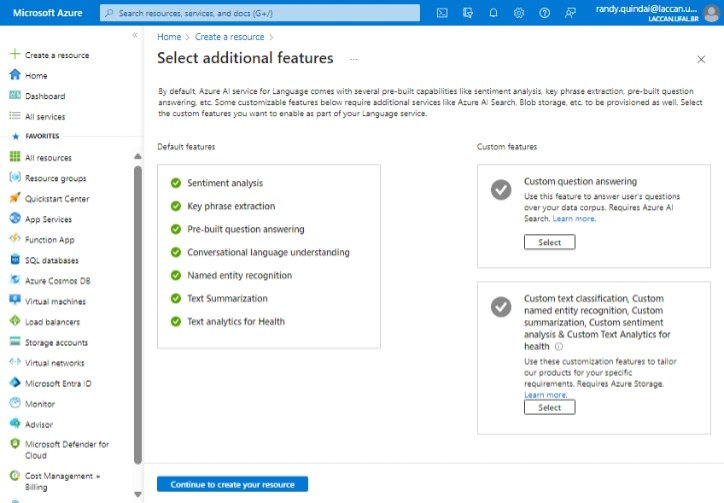 Microsoft Azure
Search resources, services, and docs (G+/)
randy.quindai@laccan.u...
LACCAN.UFAL.BR
Create a resource
Home
Dashboard
All services
FAVORITES
All resources
Resource groups
Quickstart Center
App Services
Function App
SQL databases
Azure Cosmos DB
Virtual machines
Load balancers
Storage accounts
Virtual networks
Microsoft Entra ID
Monitor
Advisor
Microsoft Defender for
Cloud
Cost Management +
Billing
Home > Create a resource >
Select additional features ...
By default, Azure AI service for Language comes with several pre-built capabilities like sentiment analysis, key phrase extraction, pre-built question
answering, etc. Some customizable features below require additional services like Azure AI Search, Blob storage, etc. to be provisioned as well. Select
the custom features you want to enable as part of your Language service.
Default features
Sentiment analysis
Key phrase extraction
Pre-built question answering
Conversational language understanding
Named entity recognition
Text Summarization
Text analytics for Health
Custom features
Custom question answering
Use this feature to answer user's questions
over your data corpus. Requires Azure AI
Search. Learn more.
Select
Custom text classification, Custom
named entity recognition, Custom
summarization, Custom sentiment
analysis & Custom Text Analytics for
health
Use these customization features to tailor
our products for your specific
requirements. Requires Azure Storage.
Learn more.
Select
Continue to create your resource